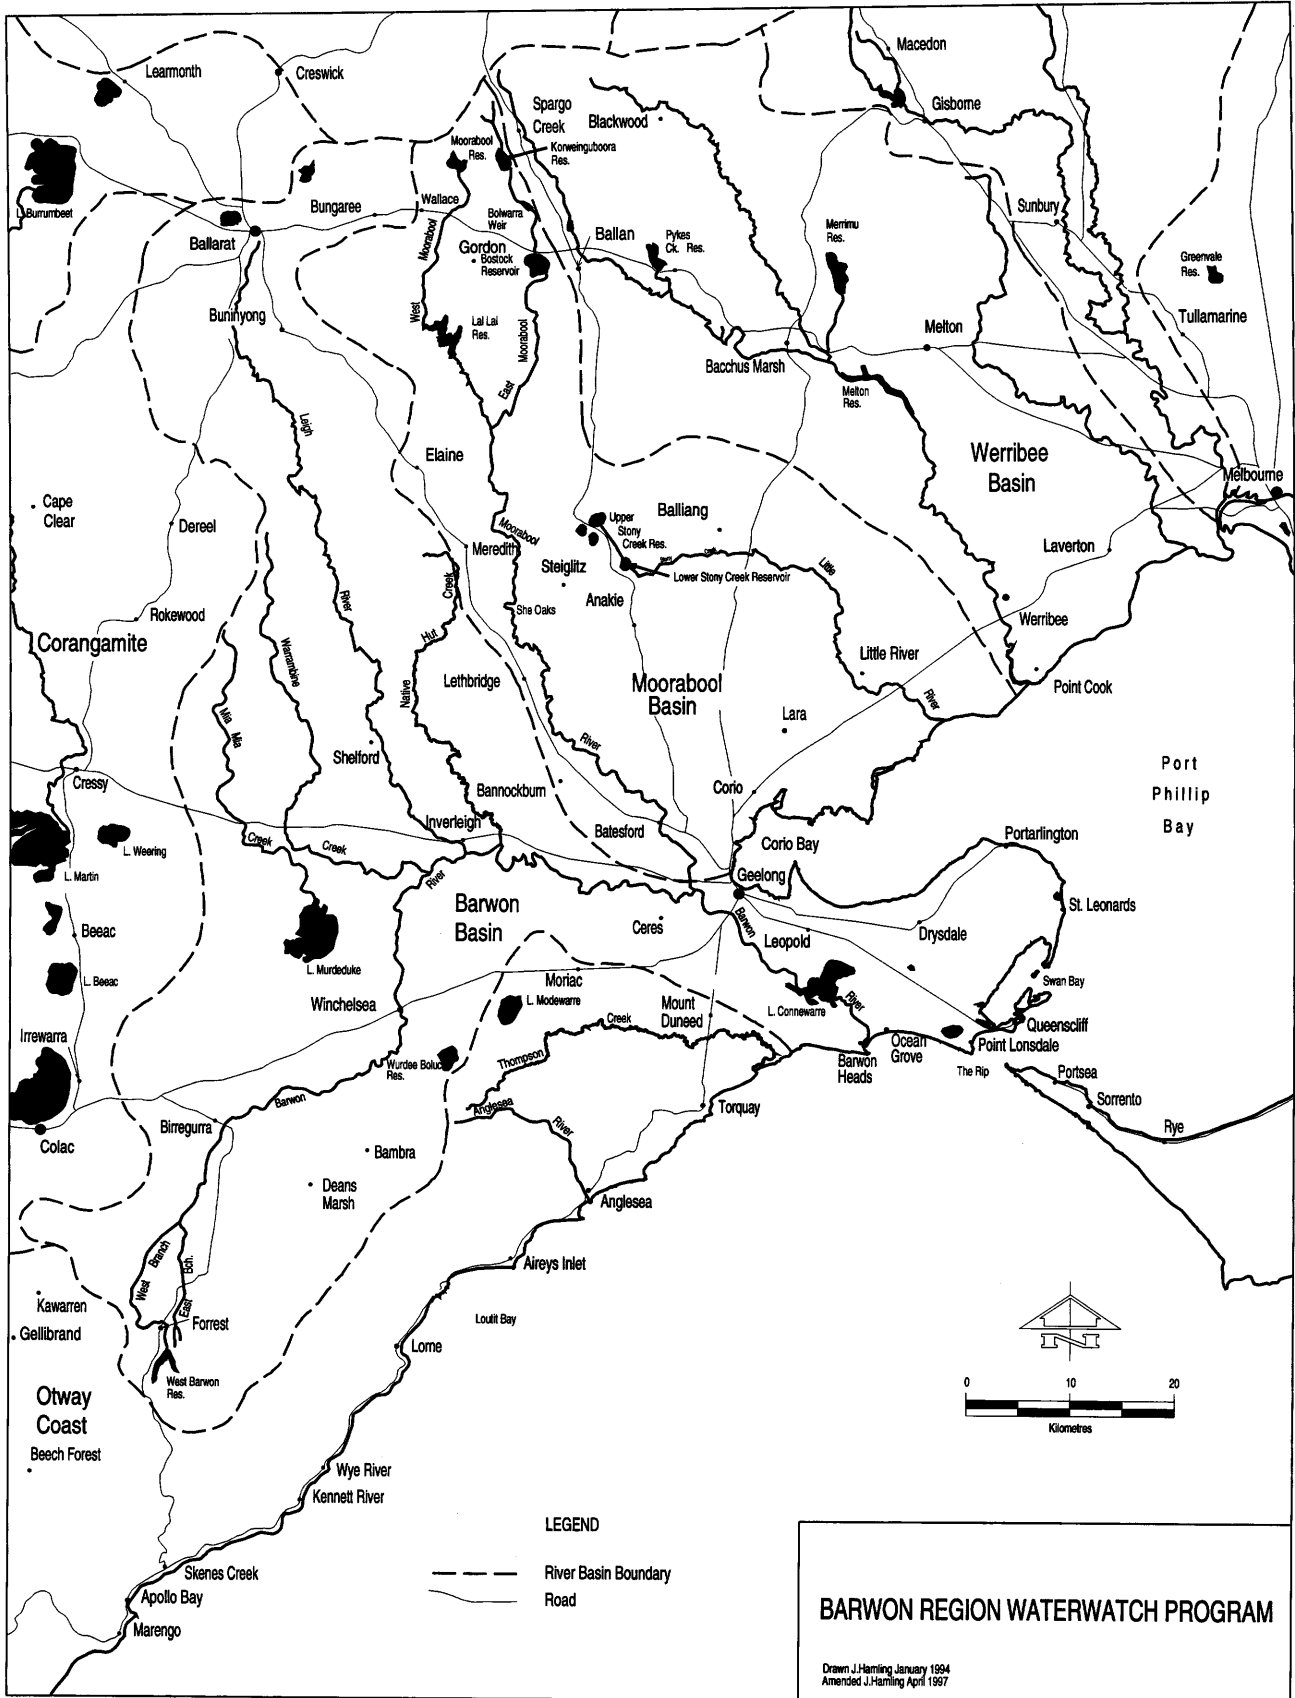 Macedon
Learmonth
Creswick
Gisborne
Spargo
Creek
Blackwood
Moorabool
Res.
Korweinguboora
Res.
L. Burrumbeet
Bungaree
Wallace
Bolwarra
Weir
Sunbury
Ballarat
Moorabool
Gordon
Bostock
Reservoir
Ballan
Pykes
Ck. Res.
Merrimu
Res.
Greenvale
Res.
Buninyong
West
Lal Lal
Res.
Moorabool
East
Tullamarine
Melton
Bacchus Marsh
Melton
Res.
Leigh
Elaine
Werribee
Basin
Melbourne
Cape
Clear
Dereel
Moorabool
Upper
Stony
Creek Res.
Balliang
Meredith
Steiglitz
Laverton
Little
Lower Stony Creek Reservoir
Creek
Anakie
She Oaks
Rokewood
River
Werribee
Corangamite
Warrambine
Hut
Native
Lethbridge
Moorabool
Basin
Little River
River
Point Cook
Mia
Mia
Lara
Shelford
River
Port
Phillip
Bay
Cressy
Bannockburn
Corio
Inverleigh
Batesford
Corio Bay
Portarlington
L. Weering
Creek
Creek
L. Martin
River
Geelong
Barwon
Basin
St. Leonards
Beeac
Ceres
Barwon
Leopold
Drysdale
L. Murdeduke
L. Beeac
Moriac
Swan Bay
Winchelsea
L. Modewarre
Mount
Duneed
L. Connewarre
River
Irrewarra
Creek
Queenscliff
Ocean
Grove
Point Lonsdale
Thompson
Wurdee Boluc
Res.
Barwon
Heads
The Rip
Portsea
Barwon
Anglesea
Torquay
Sorrento
Birregurra
River
Rye
Colac
Bambra
Deans
Marsh
Anglesea
Branch
West
Bch.
East
Aireys Inlet
Kawarren
Gellibrand
Forrest
Loutit Bay
Lorne
N
West Barwon
Res.
0 10 20
Kilometres
Otway
Coast
Beech Forest
Wye River
Kennett River
LEGEND
River Basin Boundary
Road
Skenes Creek
Apollo Bay
Marengo
BARWON REGION WATERWATCH PROGRAM
Drawn J.Hamling January 1994
Amended J.Hamling April 1997